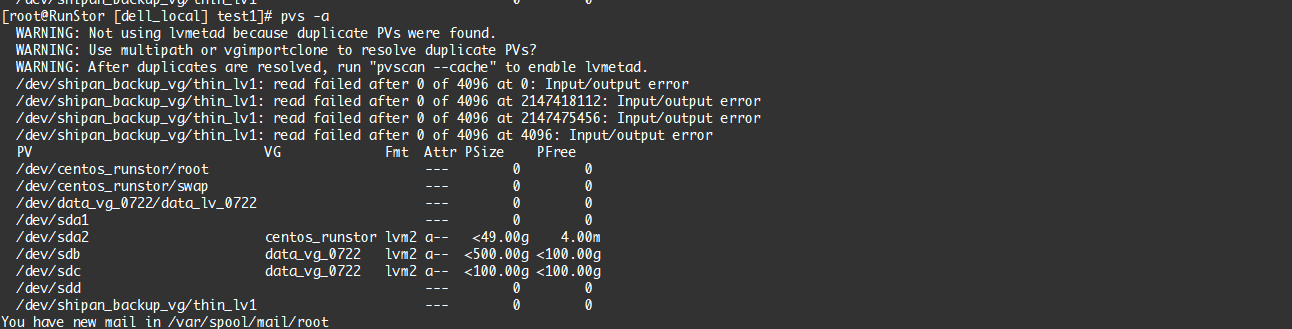 [root@RunStor [dell_local] test1]# pvs -a
  WARNING: Not using lvmetad because duplicate PVs were found.
  WARNING: Use multipath or vgimportclone to resolve duplicate PVs?
  WARNING: After duplicates are resolved, run "pvscan --cache" to enable lvmetad.
  /dev/shipan_backup_vg/thin_lv1: read failed after 0 of 4096 at 0: Input/output error
  /dev/shipan_backup_vg/thin_lv1: read failed after 0 of 4096 at 2147418112: Input/output error
  /dev/shipan_backup_vg/thin_lv1: read failed after 0 of 4096 at 2147475456: Input/output error
  /dev/shipan_backup_vg/thin_lv1: read failed after 0 of 4096 at 4096: Input/output error
  PV                             VG             Fmt  Attr PSize    PFree
  /dev/centos_runstor/root                           ---        0       0
  /dev/centos_runstor/swap                           ---        0       0
  /dev/data_vg_0722/data_lv_0722                     ---        0       0
  /dev/sda1                                          ---        0       0
  /dev/sda2                      centos_runstor lvm2 a--   <49.00g   4.00m
  /dev/sdb                       data_vg_0722   lvm2 a--  <500.00g <100.00g
  /dev/sdc                       data_vg_0722   lvm2 a--  <100.00g <100.00g
  /dev/sdd                                           ---        0       0
  /dev/shipan_backup_vg/thin_lv1                     ---        0       0
You have new mail in /var/spool/mail/root